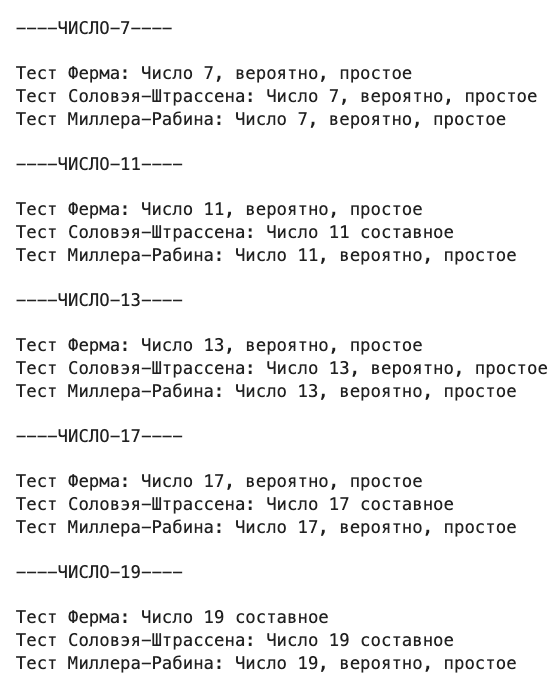 ----ЧИСЛО-7----
Тест Ферма: Число 7, вероятно, простое
Тест Соловэя-Штрассена: Число 7, вероятно, простое
Тест Миллера-Рабина: Число 7, вероятно, простое
----ЧИСЛО-11----
Тест Ферма: Число 11, вероятно, простое
Тест Соловэя-Штрассена: Число 11 составное
Тест Миллера-Рабина: Число 11, вероятно, простое
----ЧИСЛО-13----
Тест Ферма: Число 13, вероятно, простое
Тест Соловэя-Штрассена: Число 13, вероятно, простое
Тест Миллера-Рабина: Число 13, вероятно, простое
----ЧИСЛО-17----
Тест Ферма: Число 17, вероятно, простое
Тест Соловэя-Штрассена: Число 17 составное
Тест Миллера-Рабина: Число 17, вероятно, простое
----ЧИСЛО-19----
Тест Ферма: Число 19 составное
Тест Соловэя-Штрассена: Число 19 составное
Тест Миллера-Рабина: Число 19, вероятно, простое